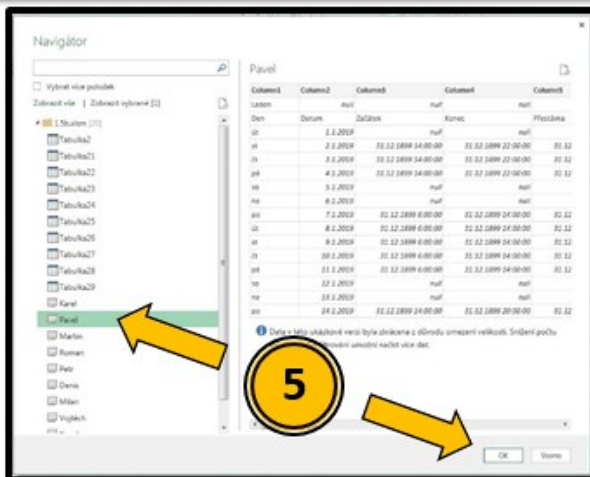 Navigátor
Vybrat více položek
Zobrazit vše | Zobrazit vybrané [1]
[20]
Tabulka2
Tabulka21
Tabulka22
Tabulka23
Tabulka24
Tabulka25
Tabulka26
Tabulka27
Tabulka28
Tabulka29
Karel
Pavel
Martin
Roman
Petr
Denis
Milan
Vojtěch
Pavel
Column1 Column2 Column3 Column4 Column5
Leden null null null
Den Datum Začátek Konec Přestávka
út 1.1.2019 null null
st 2.1.2019 31.12.1899 14:00:00 31.12.1899 22:00:00 31.12
čt 3.1.2019 31.12.1899 14:00:00 31.12.1899 22:00:00 31.12
pá 4.1.2019 31.12.1899 14:00:00 31.12.1899 22:00:00 31.12
so 5.1.2019 null null
ne 6.1.2019 null null
po 7.1.2019 31.12.1899 6:00:00 31.12.1899 14:00:00 31.12
út 8.1.2019 31.12.1899 6:00:00 31.12.1899 14:00:00 31.12
st 9.1.2019 31.12.1899 6:00:00 31.12.1899 14:00:00 31.12
čt 10.1.2019 31.12.1899 6:00:00 31.12.1899 14:00:00 31.12
pá 11.1.2019 31.12.1899 6:00:00 31.12.1899 14:00:00 31.12
so 12.1.2019 null null
ne 13.1.2019 null null
po 14.1.2019 31.12.1899 14:00:00 31.12.1899 20:00:00 31.12
Data v této ukázkové verzi byla zkrácena z důvodu omezení velikosti. Snížení počtu
umožní načíst více dat.
5
OK Storno